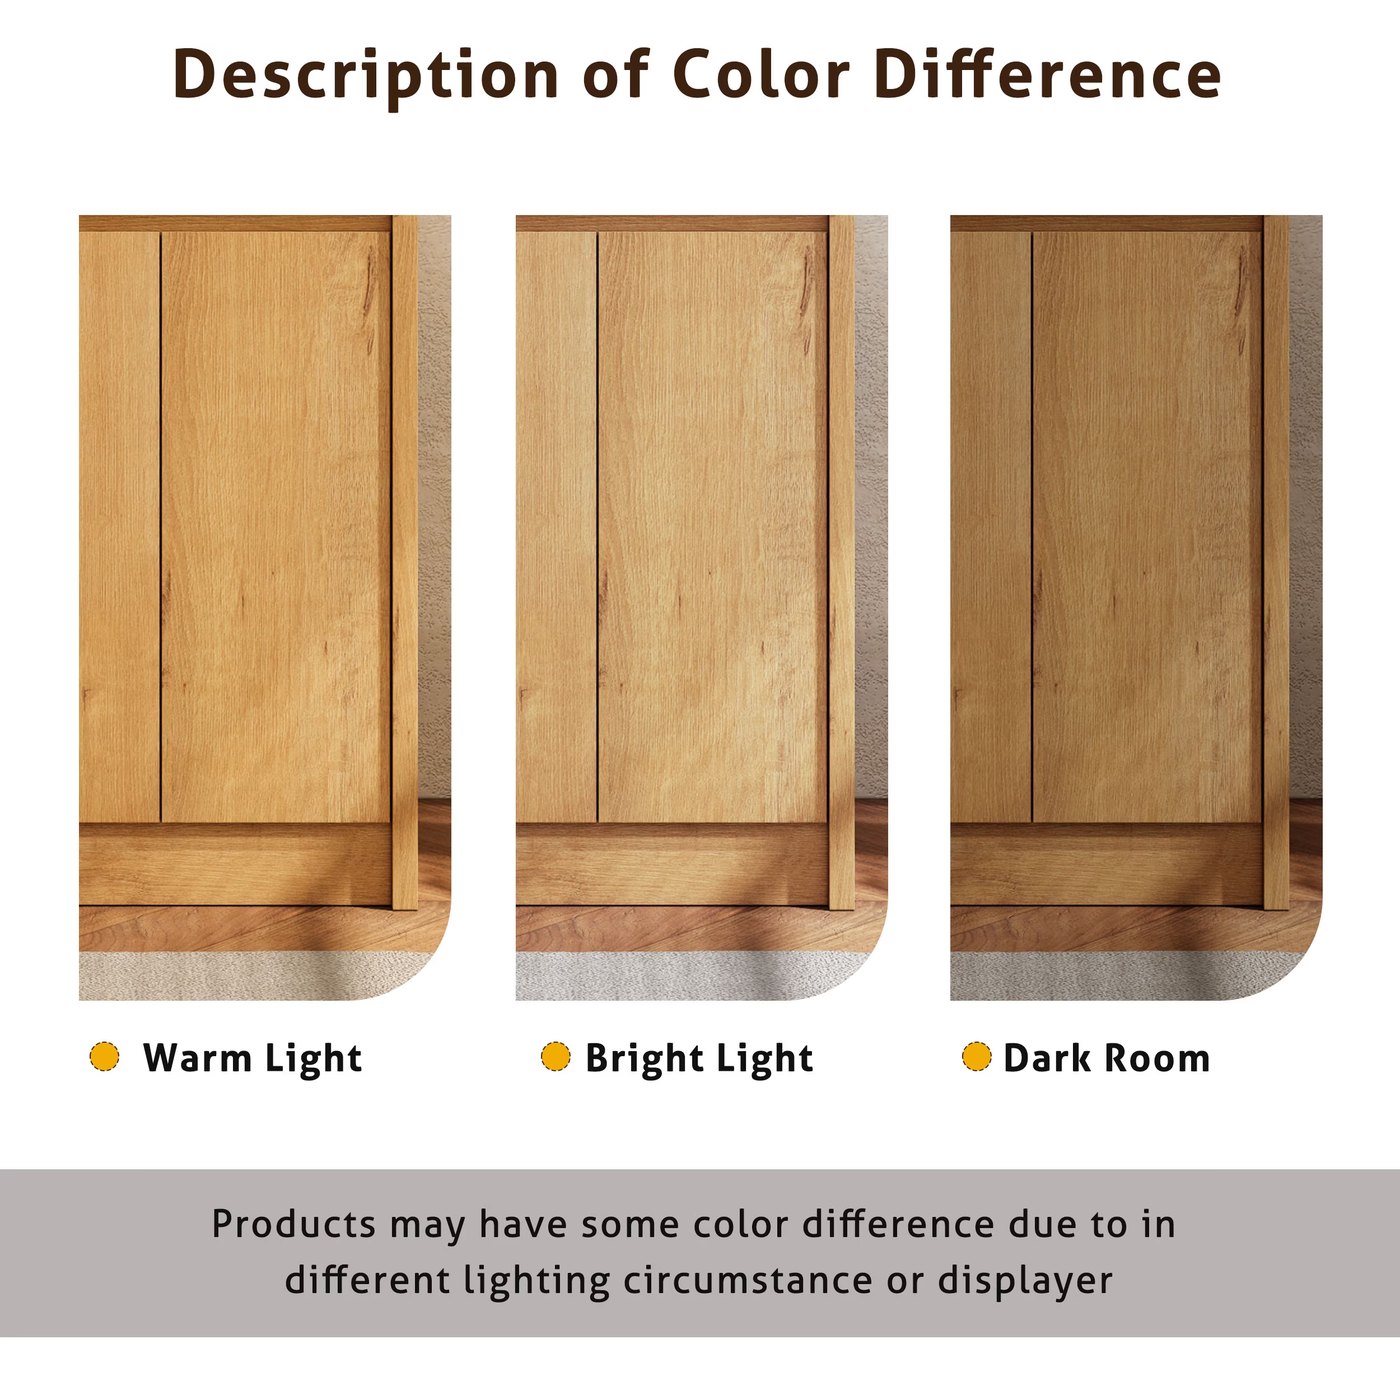 Description of Color Difference
Warm Light
Bright Light
Dark Room
Products may have some color difference due to in
different lighting circumstance or displayer